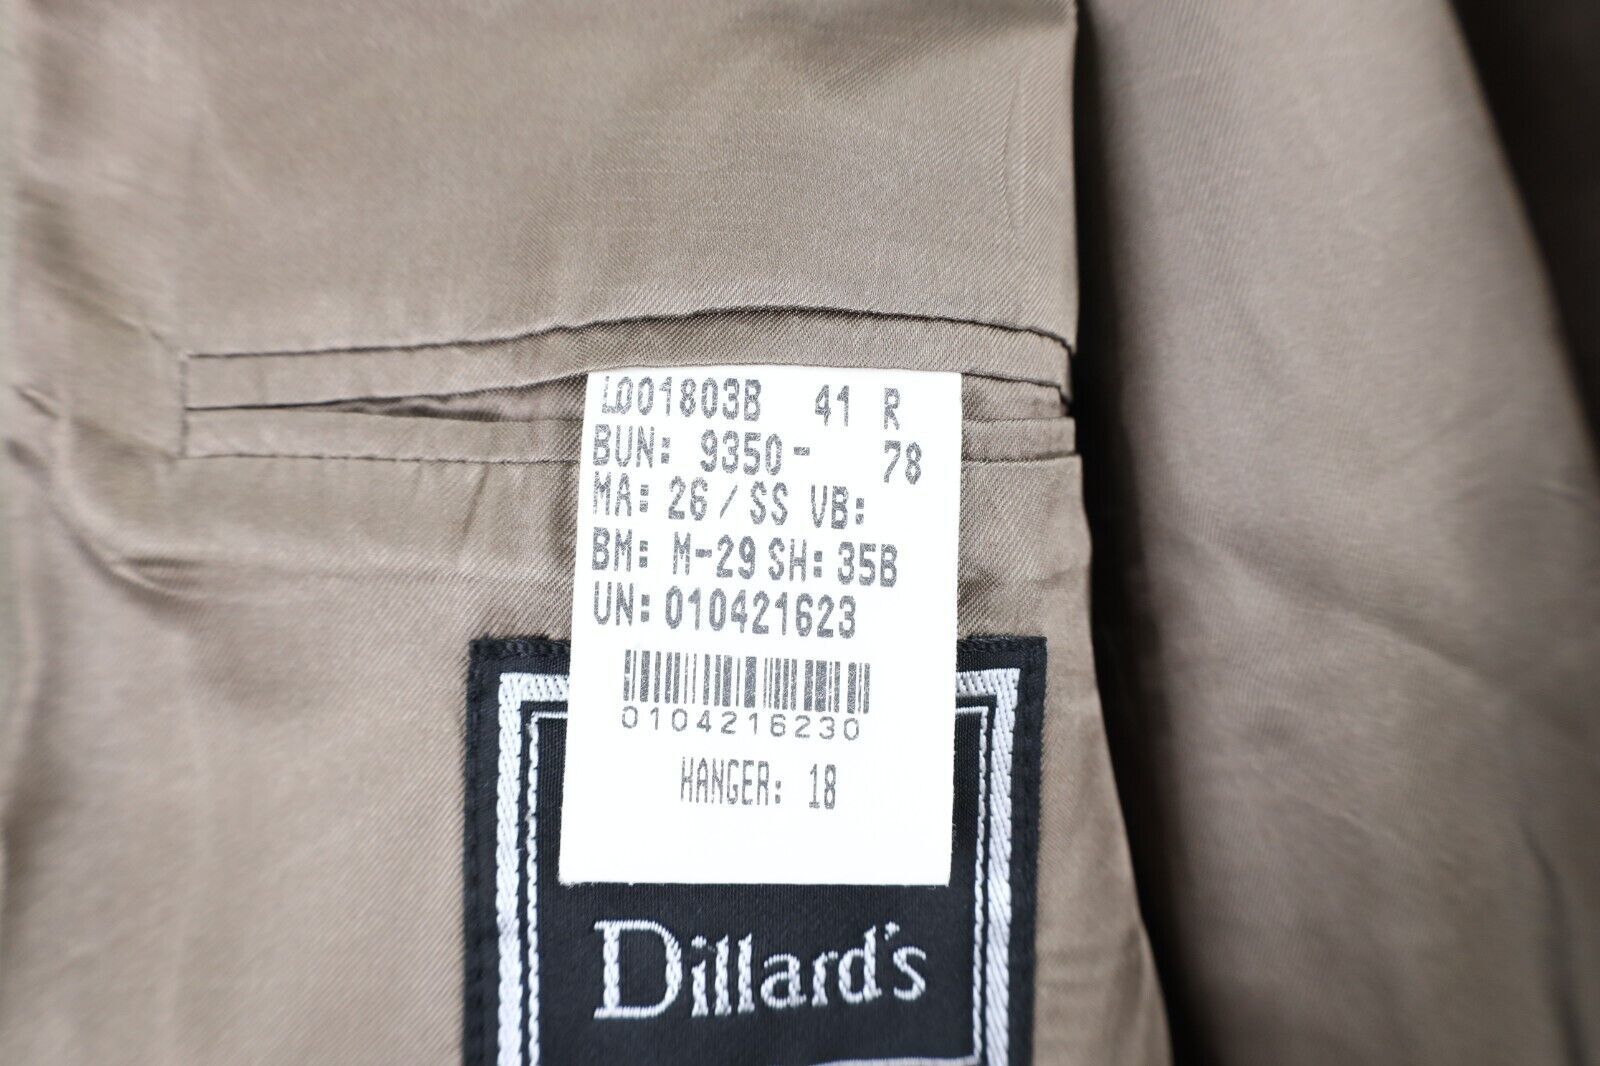 L001803B 41 R
BUN: 9350- 78
MA: 26/SS VB:
BM: M-29 SH: 35B
UN: 010421623
0104216230
HANGER: 18
Dillard's